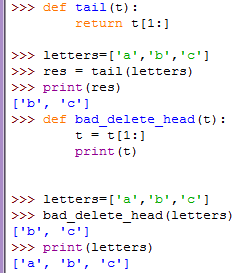 >>> def tail(t):
        return t[1:]
>>> letters=['a','b','c']
>>> res = tail(letters)
>>> print(res)
['b', 'c']
>>> def bad_delete_head(t):
        t = t[1:]
        print(t)
>>> letters=['a','b','c']
>>> bad_delete_head(letters)
['b', 'c']
>>> print(letters)
['a', 'b', 'c']